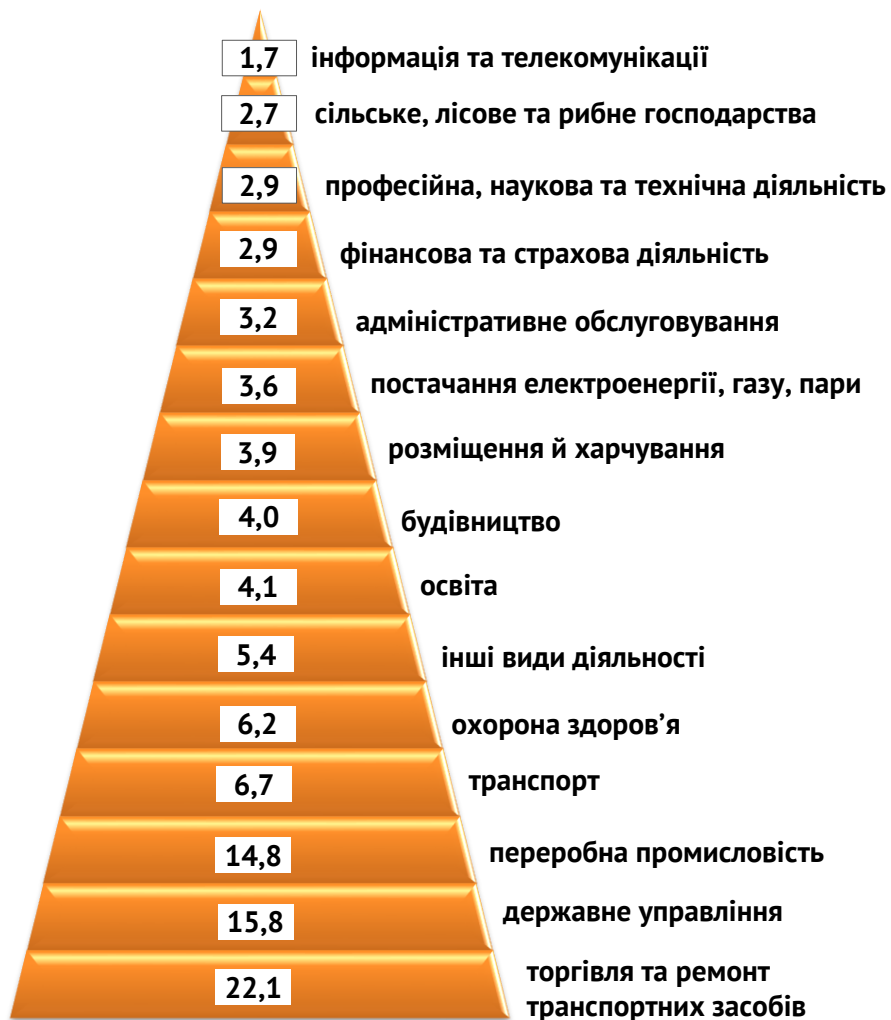 1,7 інформація та телекомунікації
2,7 сільське, лісове та рибне господарства
2,9 професійна, наукова та технічна діяльність
2,9 фінансова та страхова діяльність
3,2 адміністративне обслуговування
3,6 постачання електроенергії, газу, пари
3,9 розміщення й харчування
4,0 будівництво
4,1 освіта
5,4 інші види діяльності
6,2 охорона здоров’я
6,7 транспорт
14,8 переробна промисловість
15,8 державне управління
22,1 торгівля та ремонт
транспортних засобів